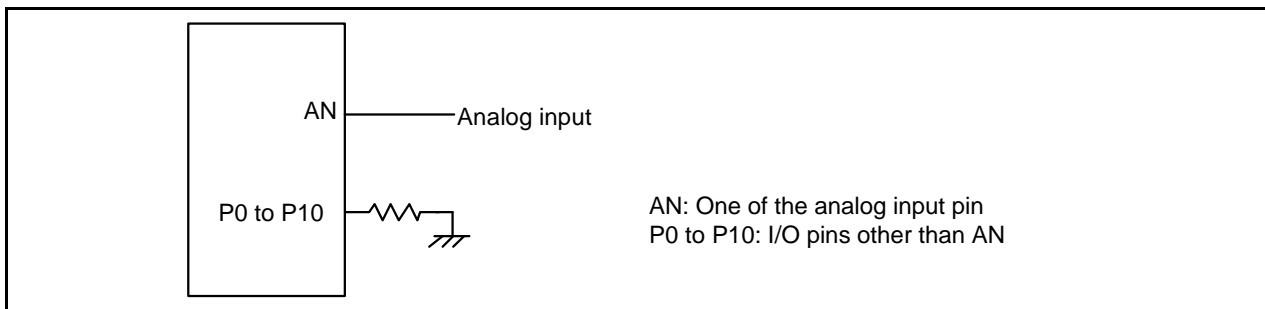 AN
Analog input
P0 to P10
AN: One of the analog input pin
P0 to P10: I/O pins other than AN